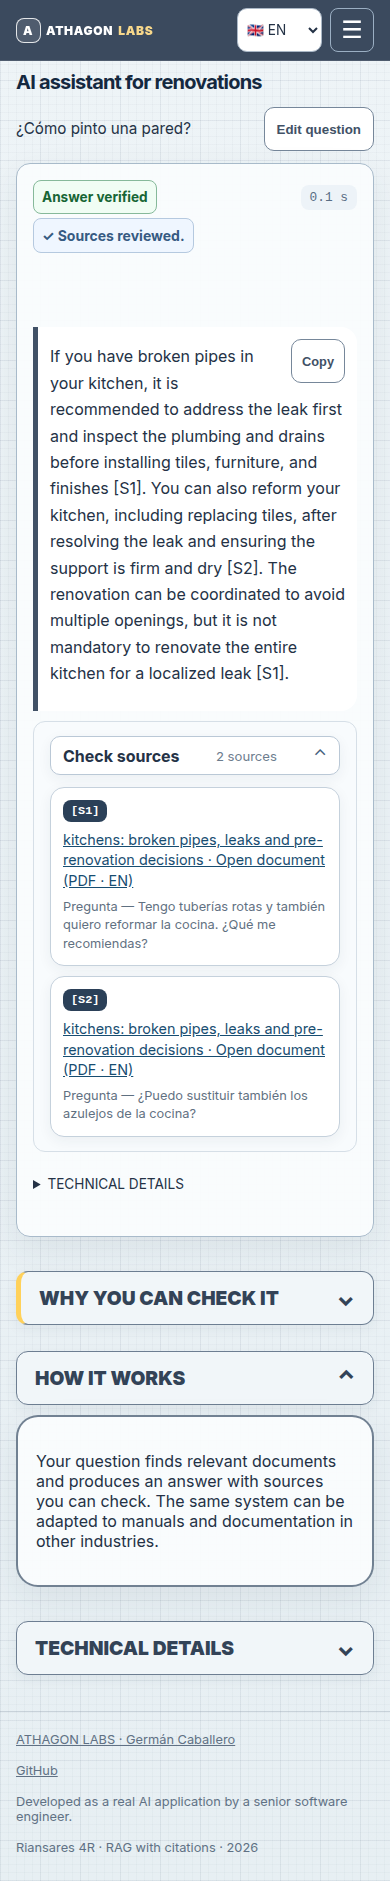 A ATHAGON LABS
🇬🇧 EN
AI assistant for renovations
¿Cómo pinto una pared?
Edit question
Answer verified
0.1 s
✓ Sources reviewed.
If you have broken pipes in
Copy
your kitchen, it is
recommended to address the leak first
and inspect the plumbing and drains
before installing tiles, furniture, and
finishes [S1]. You can also reform your
kitchen, including replacing tiles, after
resolving the leak and ensuring the
support is firm and dry [S2]. The
renovation can be coordinated to avoid
multiple openings, but it is not
mandatory to renovate the entire
kitchen for a localized leak [S1].
Check sources
2 sources
[S1]
kitchens: broken pipes, leaks and pre-
renovation decisions · Open document
(PDF · EN)
Pregunta — Tengo tuberías rotas y también
quiero reformar la cocina. ¿Qué me
recomiendas?
[S2]
kitchens: broken pipes, leaks and pre-
renovation decisions · Open document
(PDF · EN)
Pregunta — ¿Puedo sustituir también los
azulejos de la cocina?
TECHNICAL DETAILS
WHY YOU CAN CHECK IT
HOW IT WORKS
Your question finds relevant documents
and produces an answer with sources
you can check. The same system can be
adapted to manuals and documentation in
other industries.
TECHNICAL DETAILS
ATHAGON LABS · Germán Caballero
GitHub
Developed as a real AI application by a senior software
engineer.
Riansares 4R · RAG with citations · 2026